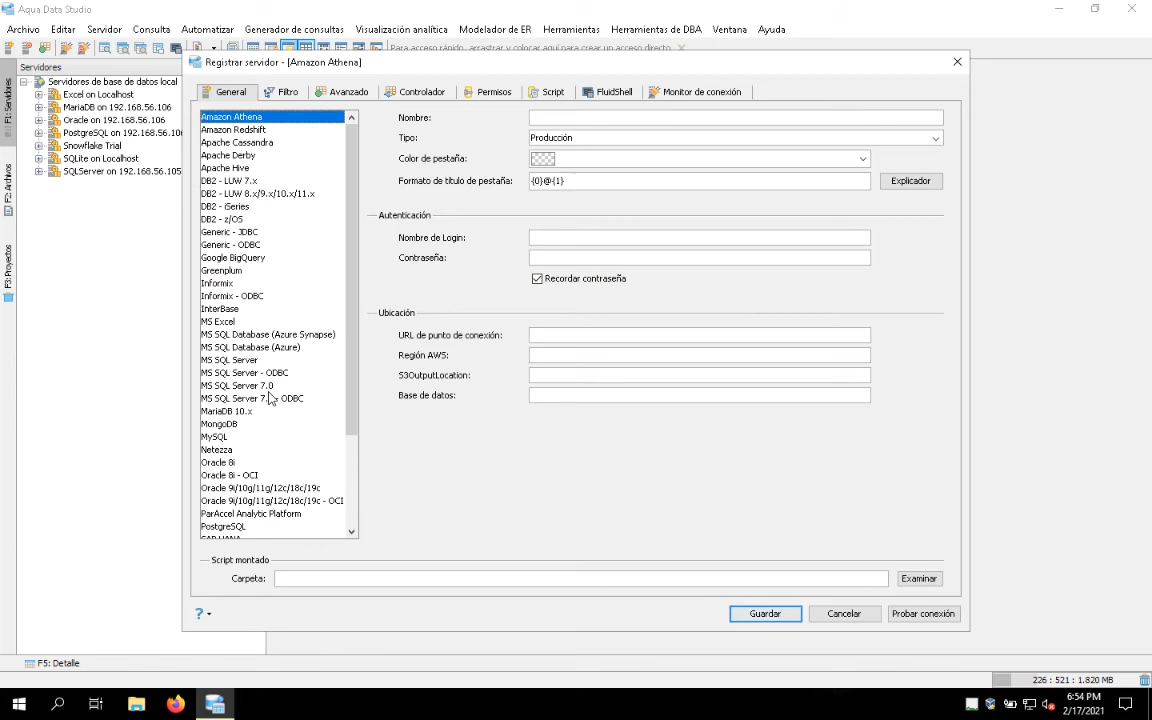 Aqua Data Studio
Archivo Editar Servidor Consulta Automatizar Generador de consultas Visualización analítica Modelador de ER Herramientas Herramientas de DBA Ventana Ayuda
Para acceso rápido, arrastrar y colocar aquí para crear un acceso directo
Servidores
Servidores de base de datos local
Excel on Localhost
MariaDB on 192.168.56.106
Oracle on 192.168.56.106
PostgreSQL on 192.168.56.10
Snowflake Trial
SQLite on Localhost
SQLServer on 192.168.56.105
F1: Servidores
F2: Archivos
F3: Proyectos
Registrar servidor - [Amazon Athena]
General Filtro Avanzado Controlador Permisos Script FluidShell Monitor de conexión
Amazon Athena
Amazon Redshift
Apache Cassandra
Apache Derby
Apache Hive
DB2 - LUW 7.x
DB2 - LUW 8.x/9.x/10.x/11.x
DB2 - iSeries
DB2 - z/OS
Generic - JDBC
Generic - ODBC
Google BigQuery
Greenplum
Informix
Informix - ODBC
InterBase
MS Excel
MS SQL Database (Azure Synapse)
MS SQL Database (Azure)
MS SQL Server
MS SQL Server - ODBC
MS SQL Server 7.0
MS SQL Server 7. - ODBC
MariaDB 10.x
MongoDB
MySQL
Netezza
Oracle 8i
Oracle 8i - OCI
Oracle 9i/10g/11g/12c/18c/19c
Oracle 9i/10g/11g/12c/18c/19c - OCI
ParAccel Analytic Platform
PostgreSQL
SAP HANA
Nombre:
Tipo: Producción
Color de pestaña:
Formato de título de pestaña: {0}@{1} Explicador
Autenticación
Nombre de Login:
Contraseña:
Recordar contraseña
Ubicación
URL de punto de conexión:
Región AWS:
S3OutputLocation:
Base de datos:
Script montado
Carpeta: Examinar
? Guardar Cancelar Probar conexión
F5: Detalle
226 : 521 : 1.820 MB
6:54 PM
2/17/2021